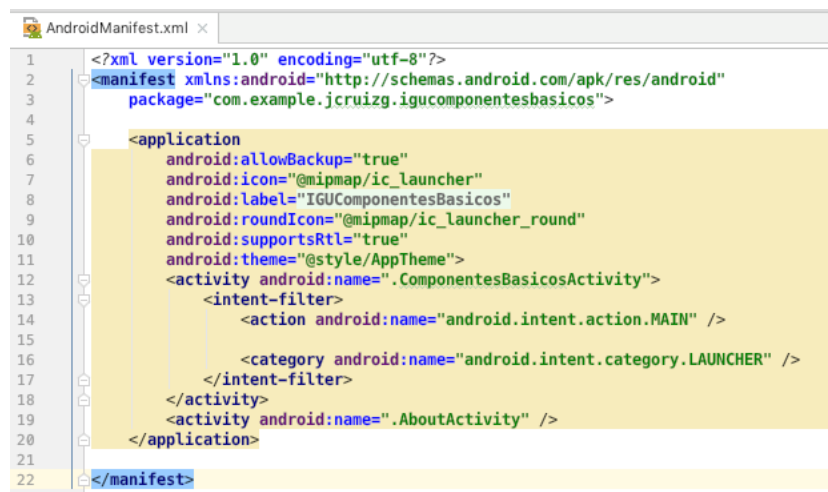 AndroidManifest.xml ×
1 <?xml version="1.0" encoding="utf-8"?>
2 <manifest xmlns:android="http://schemas.android.com/apk/res/android"
3 package="com.example.jcruizg.igucomponentesbasicos">
4
5 <application
6 android:allowBackup="true"
7 android:icon="@mipmap/ic_launcher"
8 android:label="IGUComponentesBasicos"
9 android:roundIcon="@mipmap/ic_launcher_round"
10 android:supportsRtl="true"
11 android:theme="@style/AppTheme">
12 <activity android:name=".ComponentesBasicosActivity">
13 <intent-filter>
14 <action android:name="android.intent.action.MAIN" />
15
16 <category android:name="android.intent.category.LAUNCHER" />
17 </intent-filter>
18 </activity>
19 <activity android:name=".AboutActivity" />
20 </application>
21
22 </manifest>